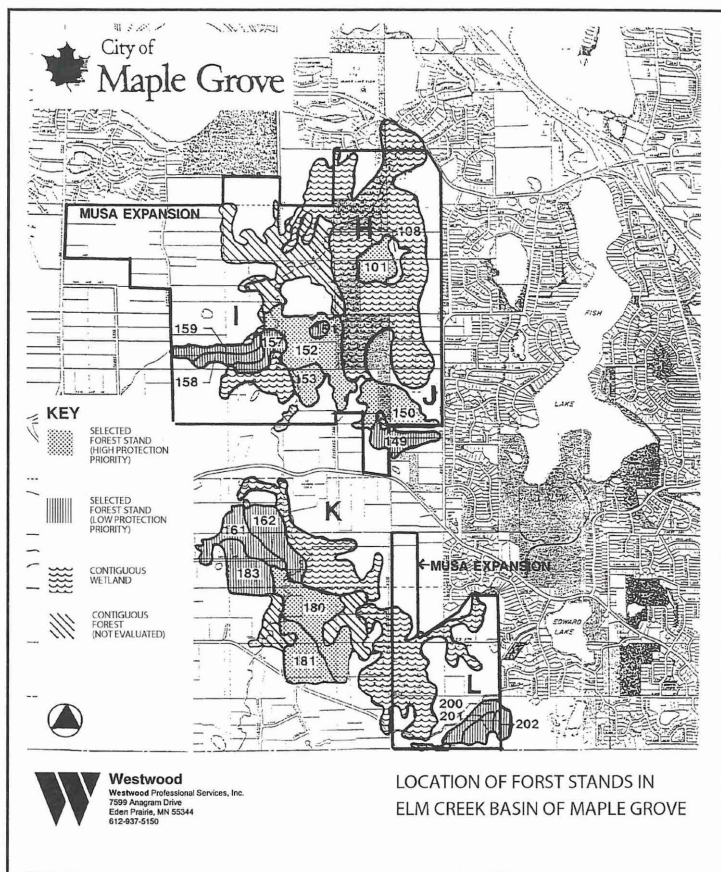 City of
Maple Grove
MUSA EXPANSION
H
108
101
I
159
151
157
152
158
153
J
150
149
KEY
SELECTED
FOREST STAND
(HIGH PROTECTION
PRIORITY)
SELECTED
FOREST STAND
(LOW PROTECTION
PRIORITY)
CONTIGUOUS
WETLAND
CONTIGUOUS
FOREST
(NOT EVALUATED)
FISH
LAKE
K
162
161
183
180
181
MUSA EXPANSION
EDWARD
LAKE
L
200
201
202
Westwood
Westwood Professional Services, Inc.
7599 Anagram Drive
Eden Prairie, MN 55344
612-937-5150
LOCATION OF FORST STANDS IN
ELM CREEK BASIN OF MAPLE GROVE